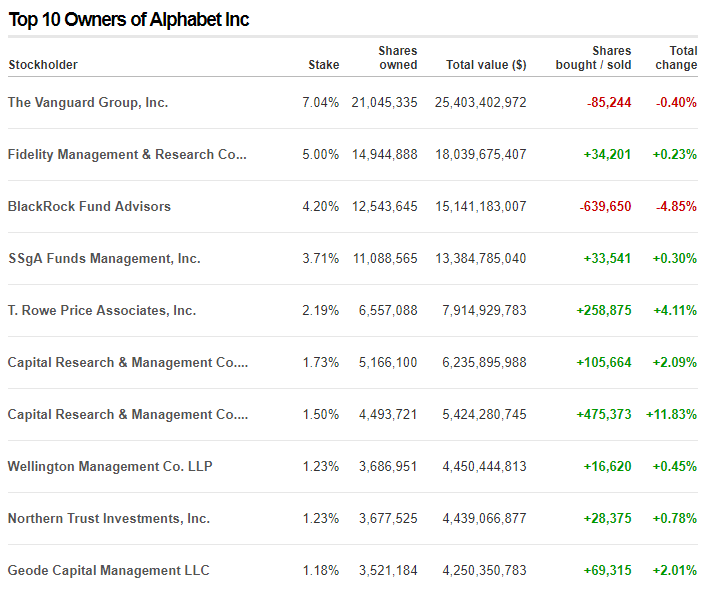 Top 10 Owners of Alphabet Inc
Stockholder Stake Shares owned Total value ($) Shares bought / sold Total change
The Vanguard Group, Inc. 7.04% 21,045,335 25,403,402,972 -85,244 -0.40%
Fidelity Management & Research Co... 5.00% 14,944,888 18,039,675,407 +34,201 +0.23%
BlackRock Fund Advisors 4.20% 12,543,645 15,141,183,007 -639,650 -4.85%
SSgA Funds Management, Inc. 3.71% 11,088,565 13,384,785,040 +33,541 +0.30%
T. Rowe Price Associates, Inc. 2.19% 6,557,088 7,914,929,783 +258,875 +4.11%
Capital Research & Management Co.... 1.73% 5,166,100 6,235,895,988 +105,664 +2.09%
Capital Research & Management Co.... 1.50% 4,493,721 5,424,280,745 +475,373 +11.83%
Wellington Management Co. LLP 1.23% 3,686,951 4,450,444,813 +16,620 +0.45%
Northern Trust Investments, Inc. 1.23% 3,677,525 4,439,066,877 +28,375 +0.78%
Geode Capital Management LLC 1.18% 3,521,184 4,250,350,783 +69,315 +2.01%